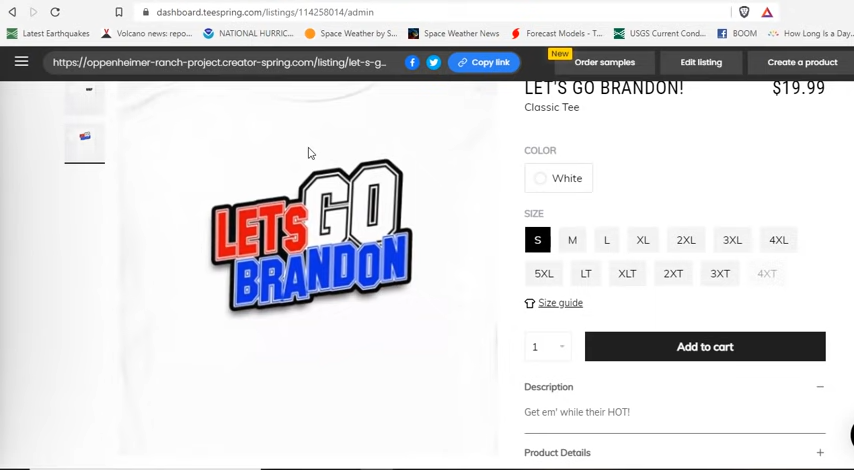 dashboard.teespring.com/listings/114258014/admin
Latest Earthquakes Volcano news: repo... NATIONAL HURRIC... Space Weather by S... Space Weather News Forecast Models - T... USGS Current Cond... BOOM How Long Is a Day...
https://oppenheimer-ranch-project.creator-spring.com/listing/let-s-g... Copy link New Order samples Edit listing Create a product
LET'S GO BRANDON! $19.99
Classic Tee
COLOR
White
SIZE
S M L XL 2XL 3XL 4XL
5XL LT XLT 2XT 3XT 4XT
Size guide
1 Add to cart
Description
Get em' while their HOT!
Product Details
LETS GO
BRANDON